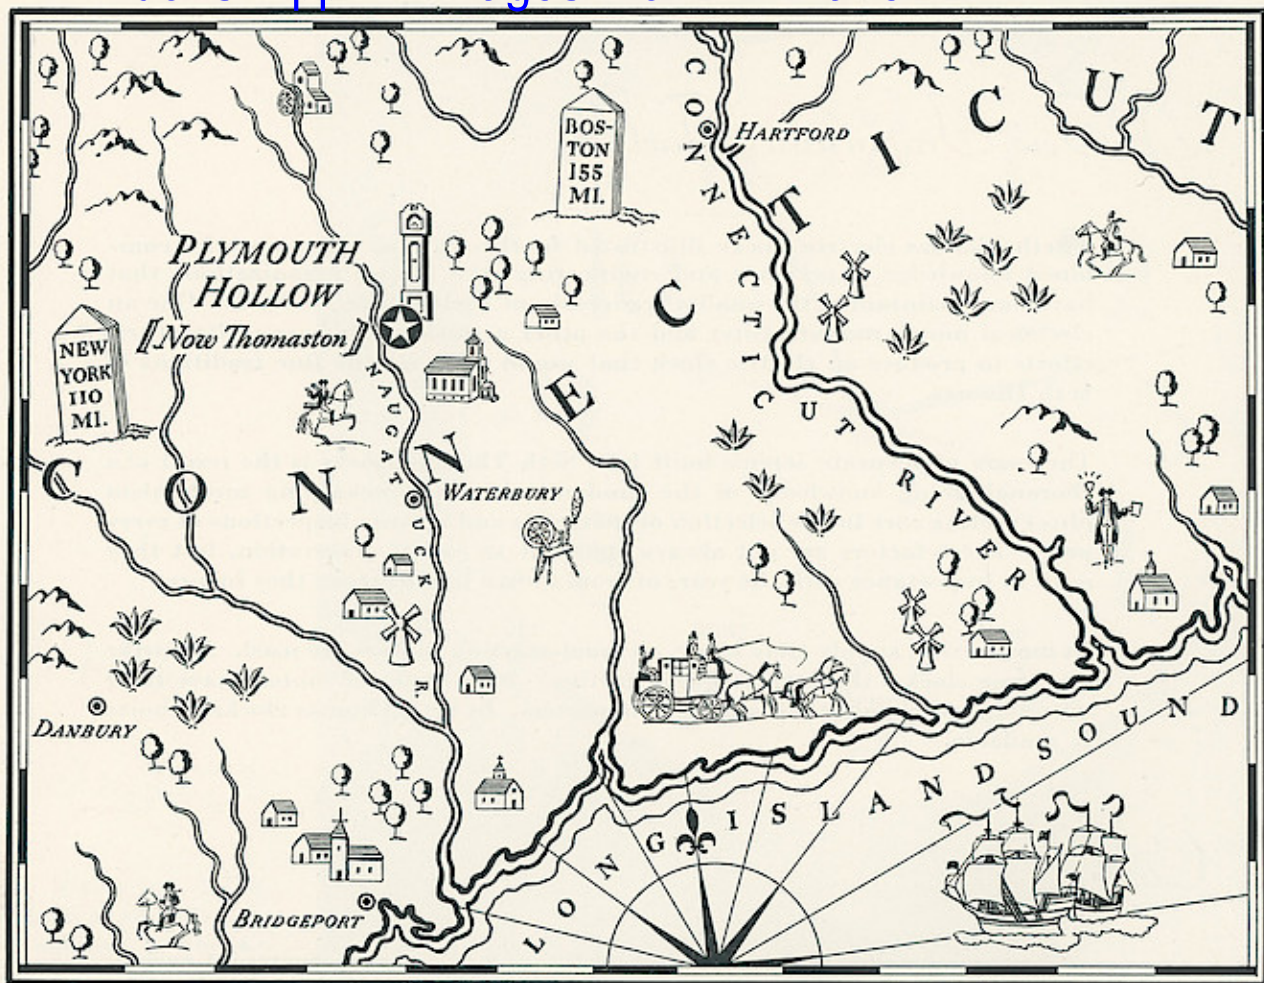 CONNECTICUT
CONNECTICUT RIVER
HARTFORD
BOS-
TON
155
MI.
PLYMOUTH
HOLLOW
[Now Thomaston]
NEW
YORK
110
MI.
NAUGATUCK R.
WATERBURY
DANBURY
BRIDGEPORT
LONG ISLAND SOUND